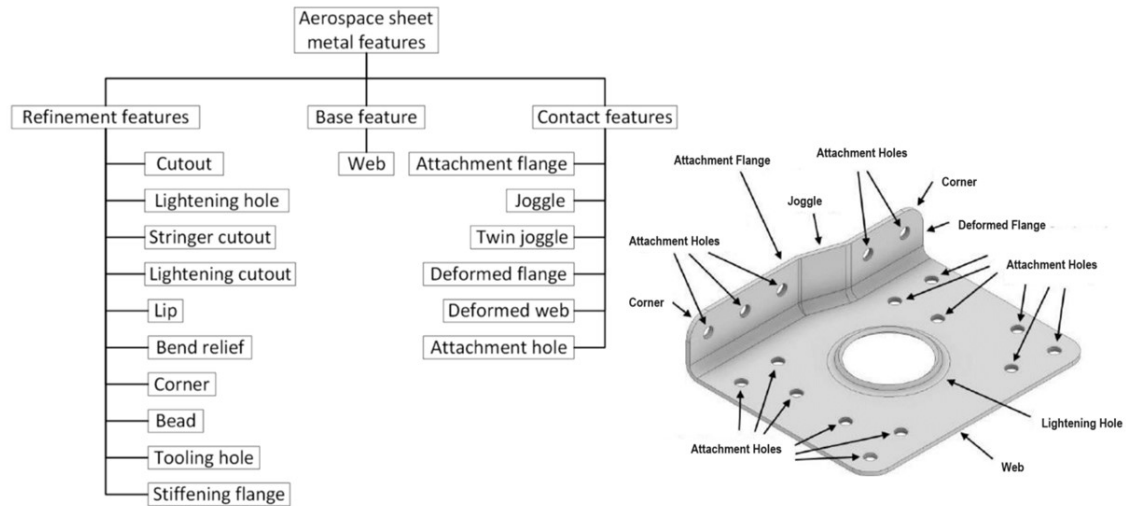 Aerospace sheet
metal features
Refinement features
Base feature
Contact features
Cutout
Lightening hole
Stringer cutout
Lightening cutout
Lip
Bend relief
Corner
Bead
Tooling hole
Stiffening flange
Web
Attachment flange
Joggle
Twin joggle
Deformed flange
Deformed web
Attachment hole
Attachment Flange
Attachment Holes
Corner
Joggle
Deformed Flange
Attachment Holes
Attachment Holes
Corner
Lightening Hole
Attachment Holes
Web